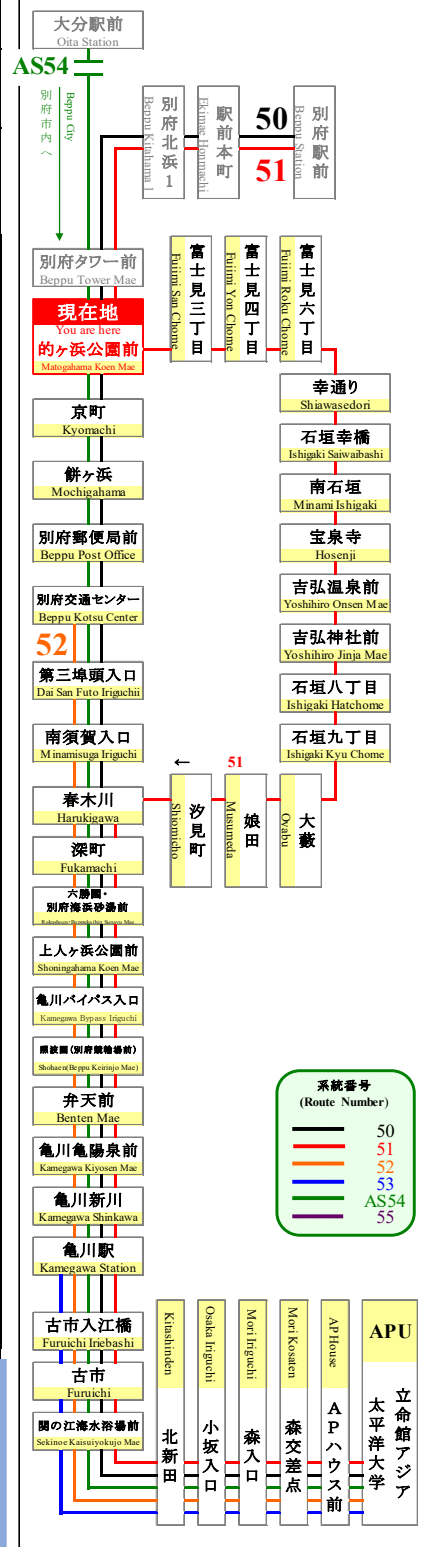 大分駅前
Oita Station
AS54
別府市内へ
Beppu City
別府北浜1
Beppu Kitahama 1
駅前本町
Ekimae Honmachi
50
51
別府駅前
Beppu Station
別府タワー前
Beppu Tower Mae
現在地
You are here
的ヶ浜公園前
Matogahama Koen Mae
富士見三丁目
Fujimi San Chome
富士見四丁目
Fujimi Yon Chome
富士見六丁目
Fujimi Roku Chome
幸通り
Shiawasedori
石垣幸橋
Ishigaki Saiwaibashi
南石垣
Minami Ishigaki
宝泉寺
Hosenji
吉弘温泉前
Yoshihiro Onsen Mae
吉弘神社前
Yoshihiro Jinja Mae
石垣八丁目
Ishigaki Hatchome
石垣九丁目
Ishigaki Kyu Chome
京町
Kyomachi
餅ヶ浜
Mochigahama
別府郵便局前
Beppu Post Office
別府交通センター
Beppu Kotsu Center
52
第三埠頭入口
Dai San Futo Iriguchii
南須賀入口
Minamisuga Iriguchi
← 51
春木川
Harukigawa
汐見町
Shiomicho
娘田
Musumeda
大藪
Oyabu
深町
Fukamachi
六勝園・
別府海浜砂湯前
上人ヶ浜公園前
Shoningahama Koen Mae
亀川バイパス入口
Kamegawa Bypass Iriguchi
照波園(別府競輪場前)
Shohaen(Beppu Keirinjo Mae)
弁天前
Benten Mae
亀川亀陽泉前
Kamegawa Kiyosen Mae
亀川新川
Kamegawa Shinkawa
亀川駅
Kamegawa Station
古市入江橋
Furuichi Iriebashi
古市
Furuichi
関の江海水浴場前
Sekinoe Kaisuiyokujo Mae
系統番号
(Route Number)
50
51
52
53
AS54
55
Kitashinden
北新田
Osaka Iriguchi
小坂入口
Mori Iriguchi
森入口
Mori Kosaten
森交差点
AP House
APハウス前
APU
立命館アジア
太平洋大学